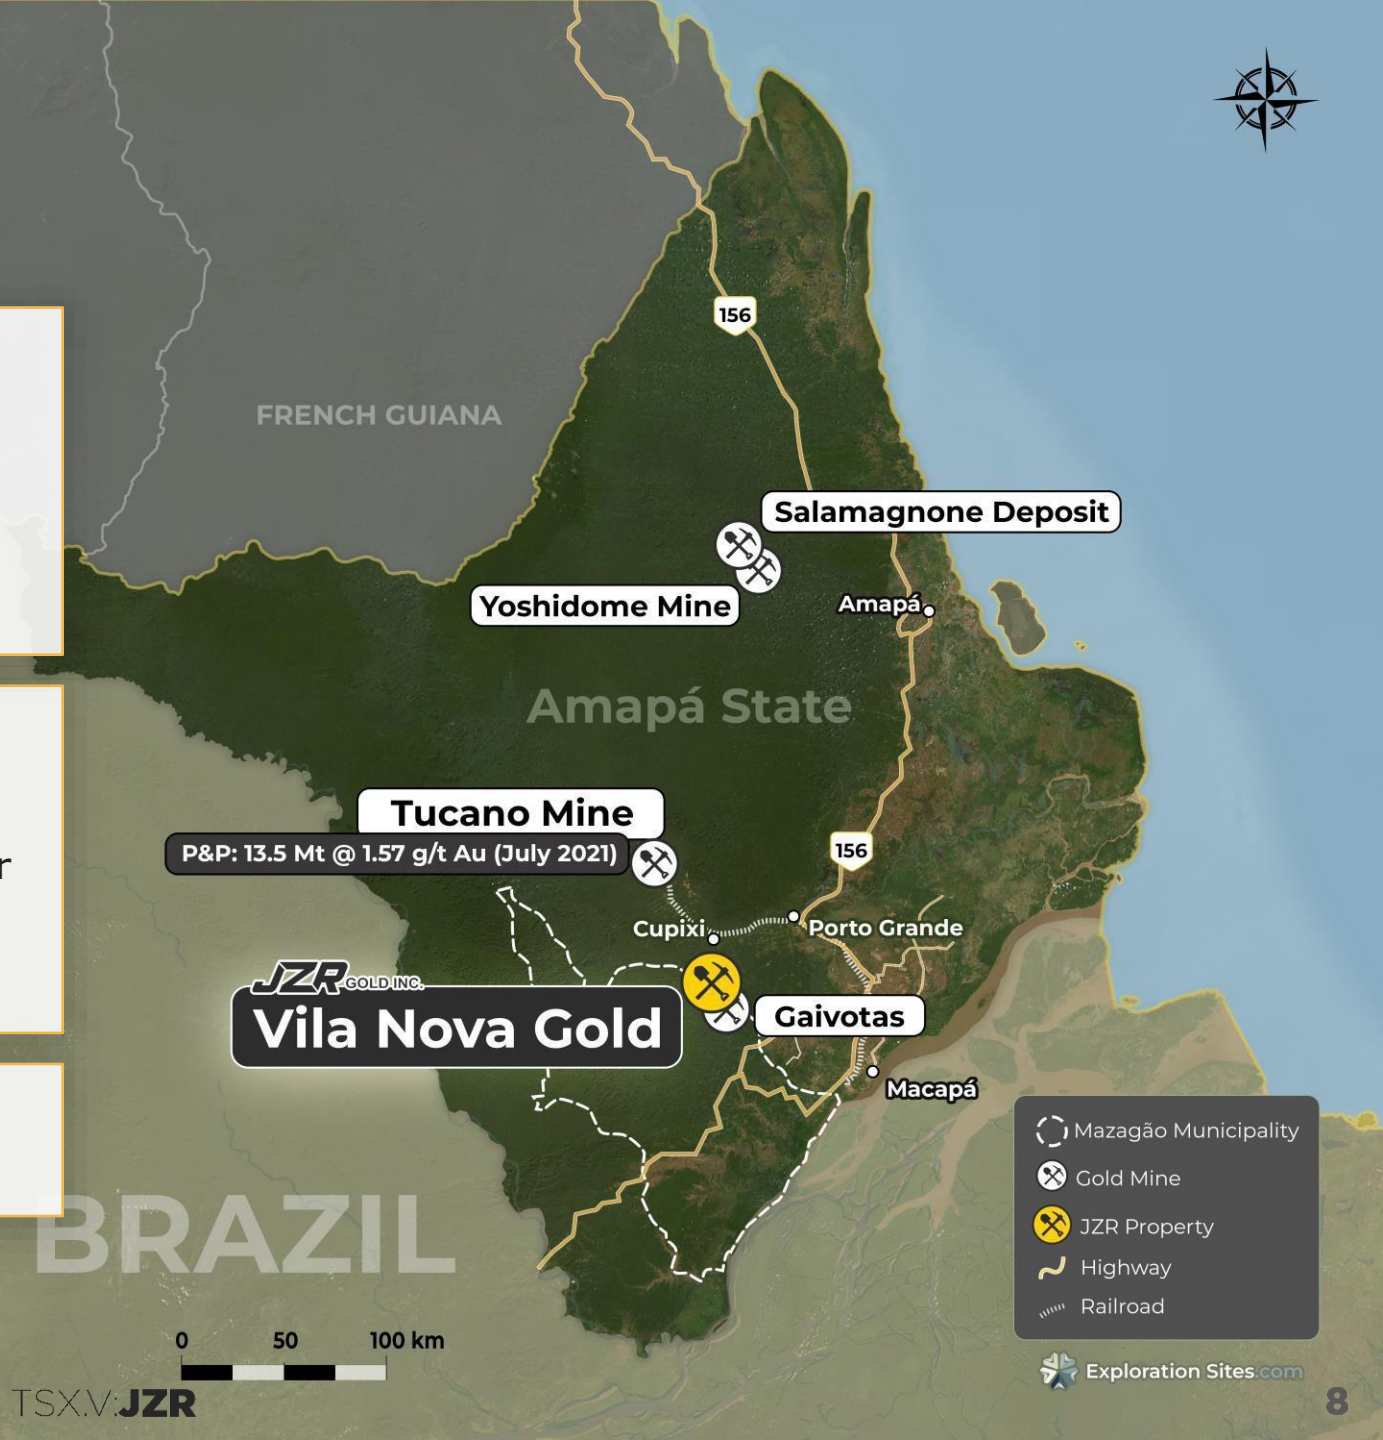 156
FRENCH GUIANA
Salamagnone Deposit
Yoshidome Mine
Amapá
Amapá State
Tucano Mine
P&P: 13.5 Mt @ 1.57 g/t Au (July 2021)
156
r
Cupixi
Porto Grande
JZR GOLD INC.
Vila Nova Gold
Gaivotas
Macapá
Mazagão Municipality
Gold Mine
JZR Property
Highway
Railroad
BRAZIL
0 50 100 km
Exploration Sites.com
TSX.V:JZR
8